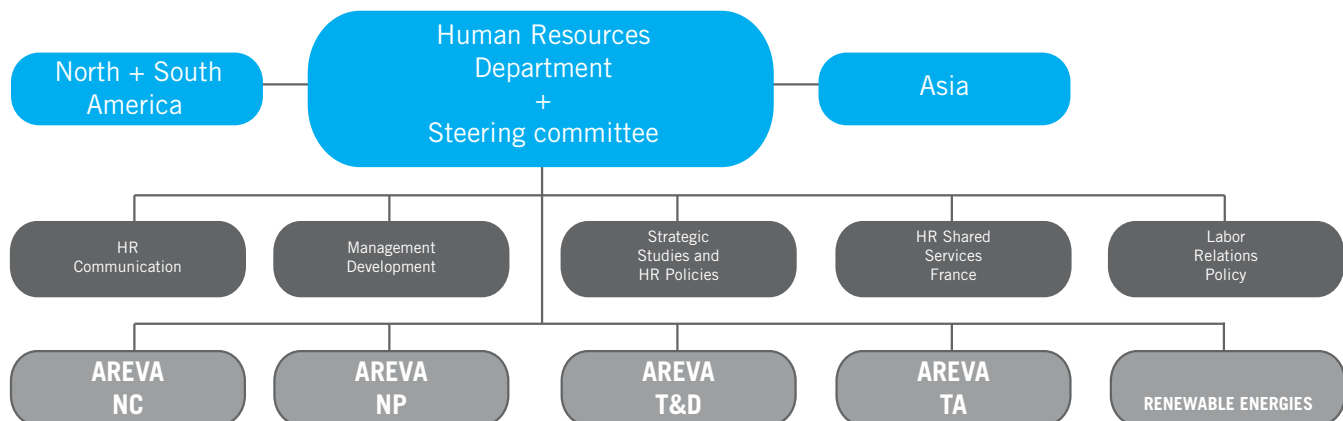 North + South
America
Human Resources
Department
+
Steering committee
Asia
HR
Communication
Management
Development
Strategic
Studies and
HR Policies
HR Shared
Services
France
Labor
Relations
Policy
AREVA
NC
AREVA
NP
AREVA
T&D
AREVA
TA
RENEWABLE ENERGIES